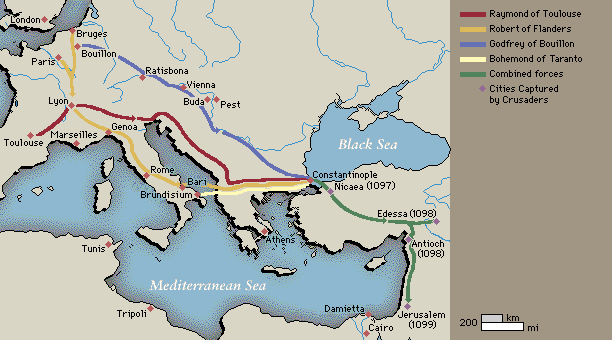 London
Bruges
Paris
Bouillon
Ratisbona
Vienna
Buda
Pest
Lyon
Toulouse
Marseilles
Genoa
Black Sea
Rome
Bari
Brundisium
Constantinople
Nicaea (1097)
Edessa (1098)
Antioch
(1098)
Athens
Tunis
Mediterranean Sea
Tripoli
Damietta
Cairo
Jerusalem
(1099)
Raymond of Toulouse
Robert of Flanders
Godfrey of Bouillon
Bohemond of Taranto
Combined forces
Cities Captured
by Crusaders
200
km
mi